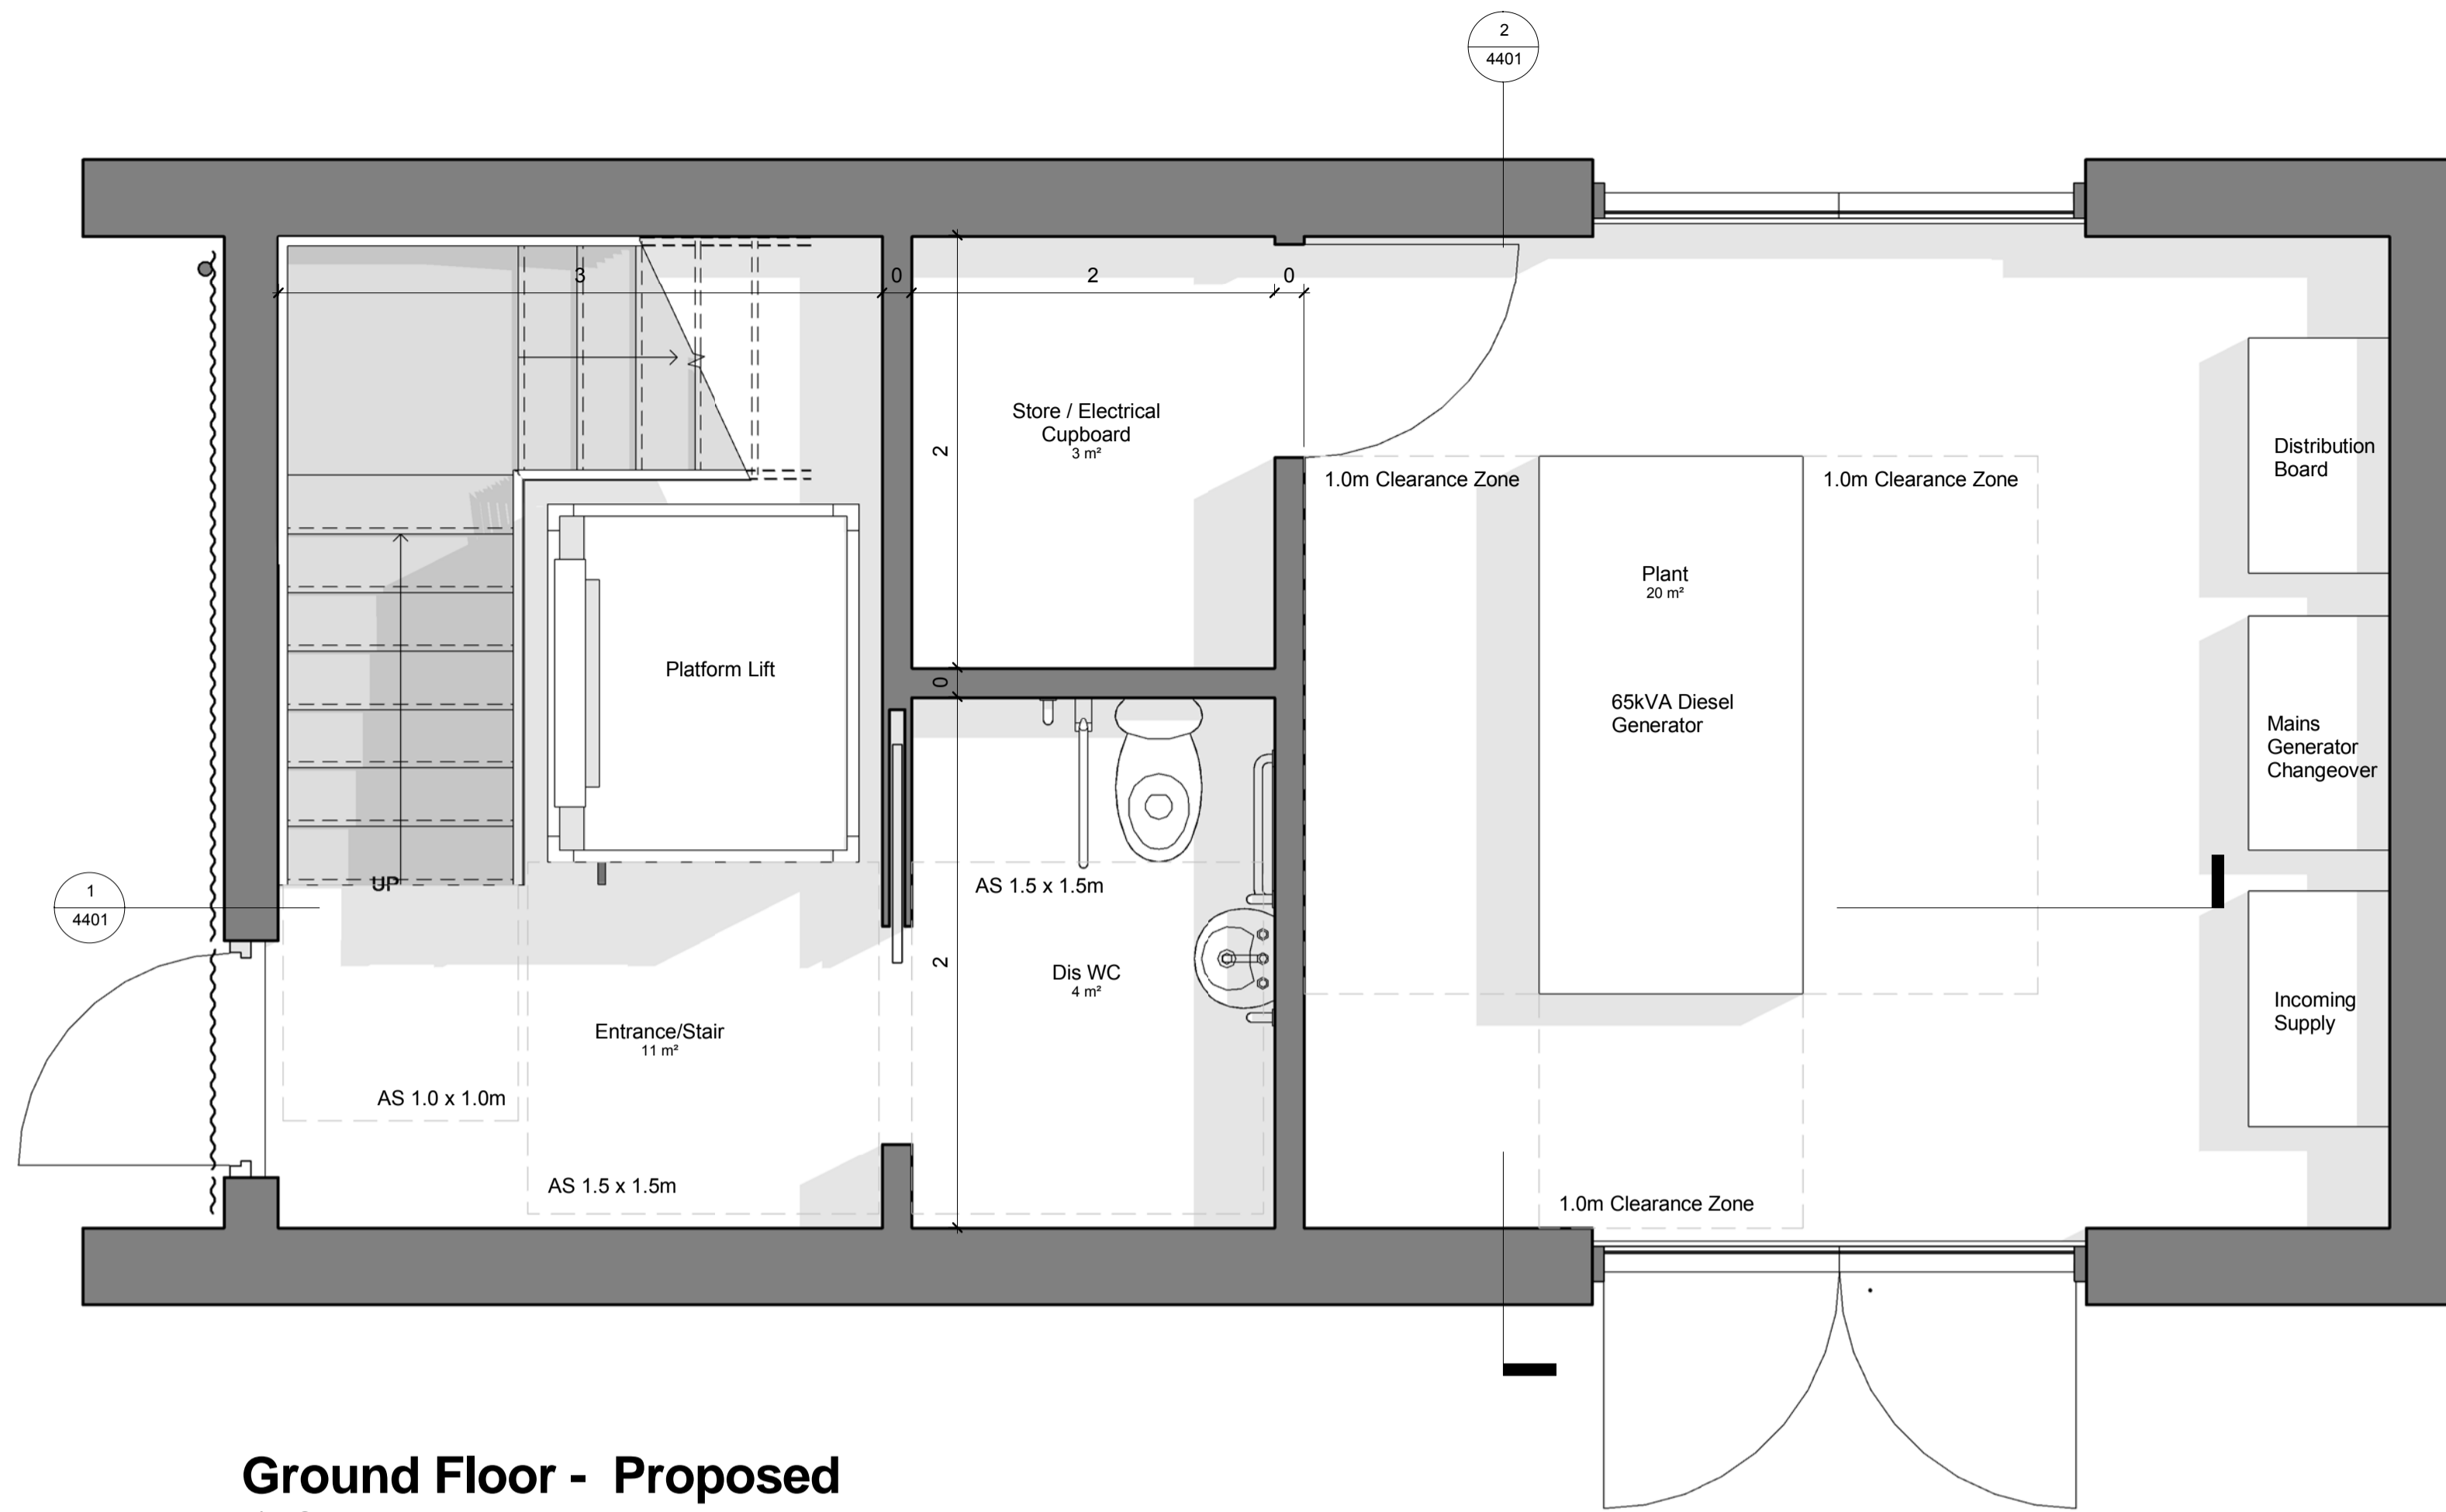 2
4401
3
0
2
0
Store / Electrical
Cupboard
3 m²
2
Distribution
Board
1.0m Clearance Zone
1.0m Clearance Zone
Plant
20 m²
Platform Lift
0
65kVA Diesel
Generator
Mains
Generator
Changeover
UP
AS 1.5 x 1.5m
1
4401
2
Dis WC
4 m²
Entrance/Stair
11 m²
Incoming
Supply
AS 1.0 x 1.0m
AS 1.5 x 1.5m
1.0m Clearance Zone
Ground Floor - Proposed